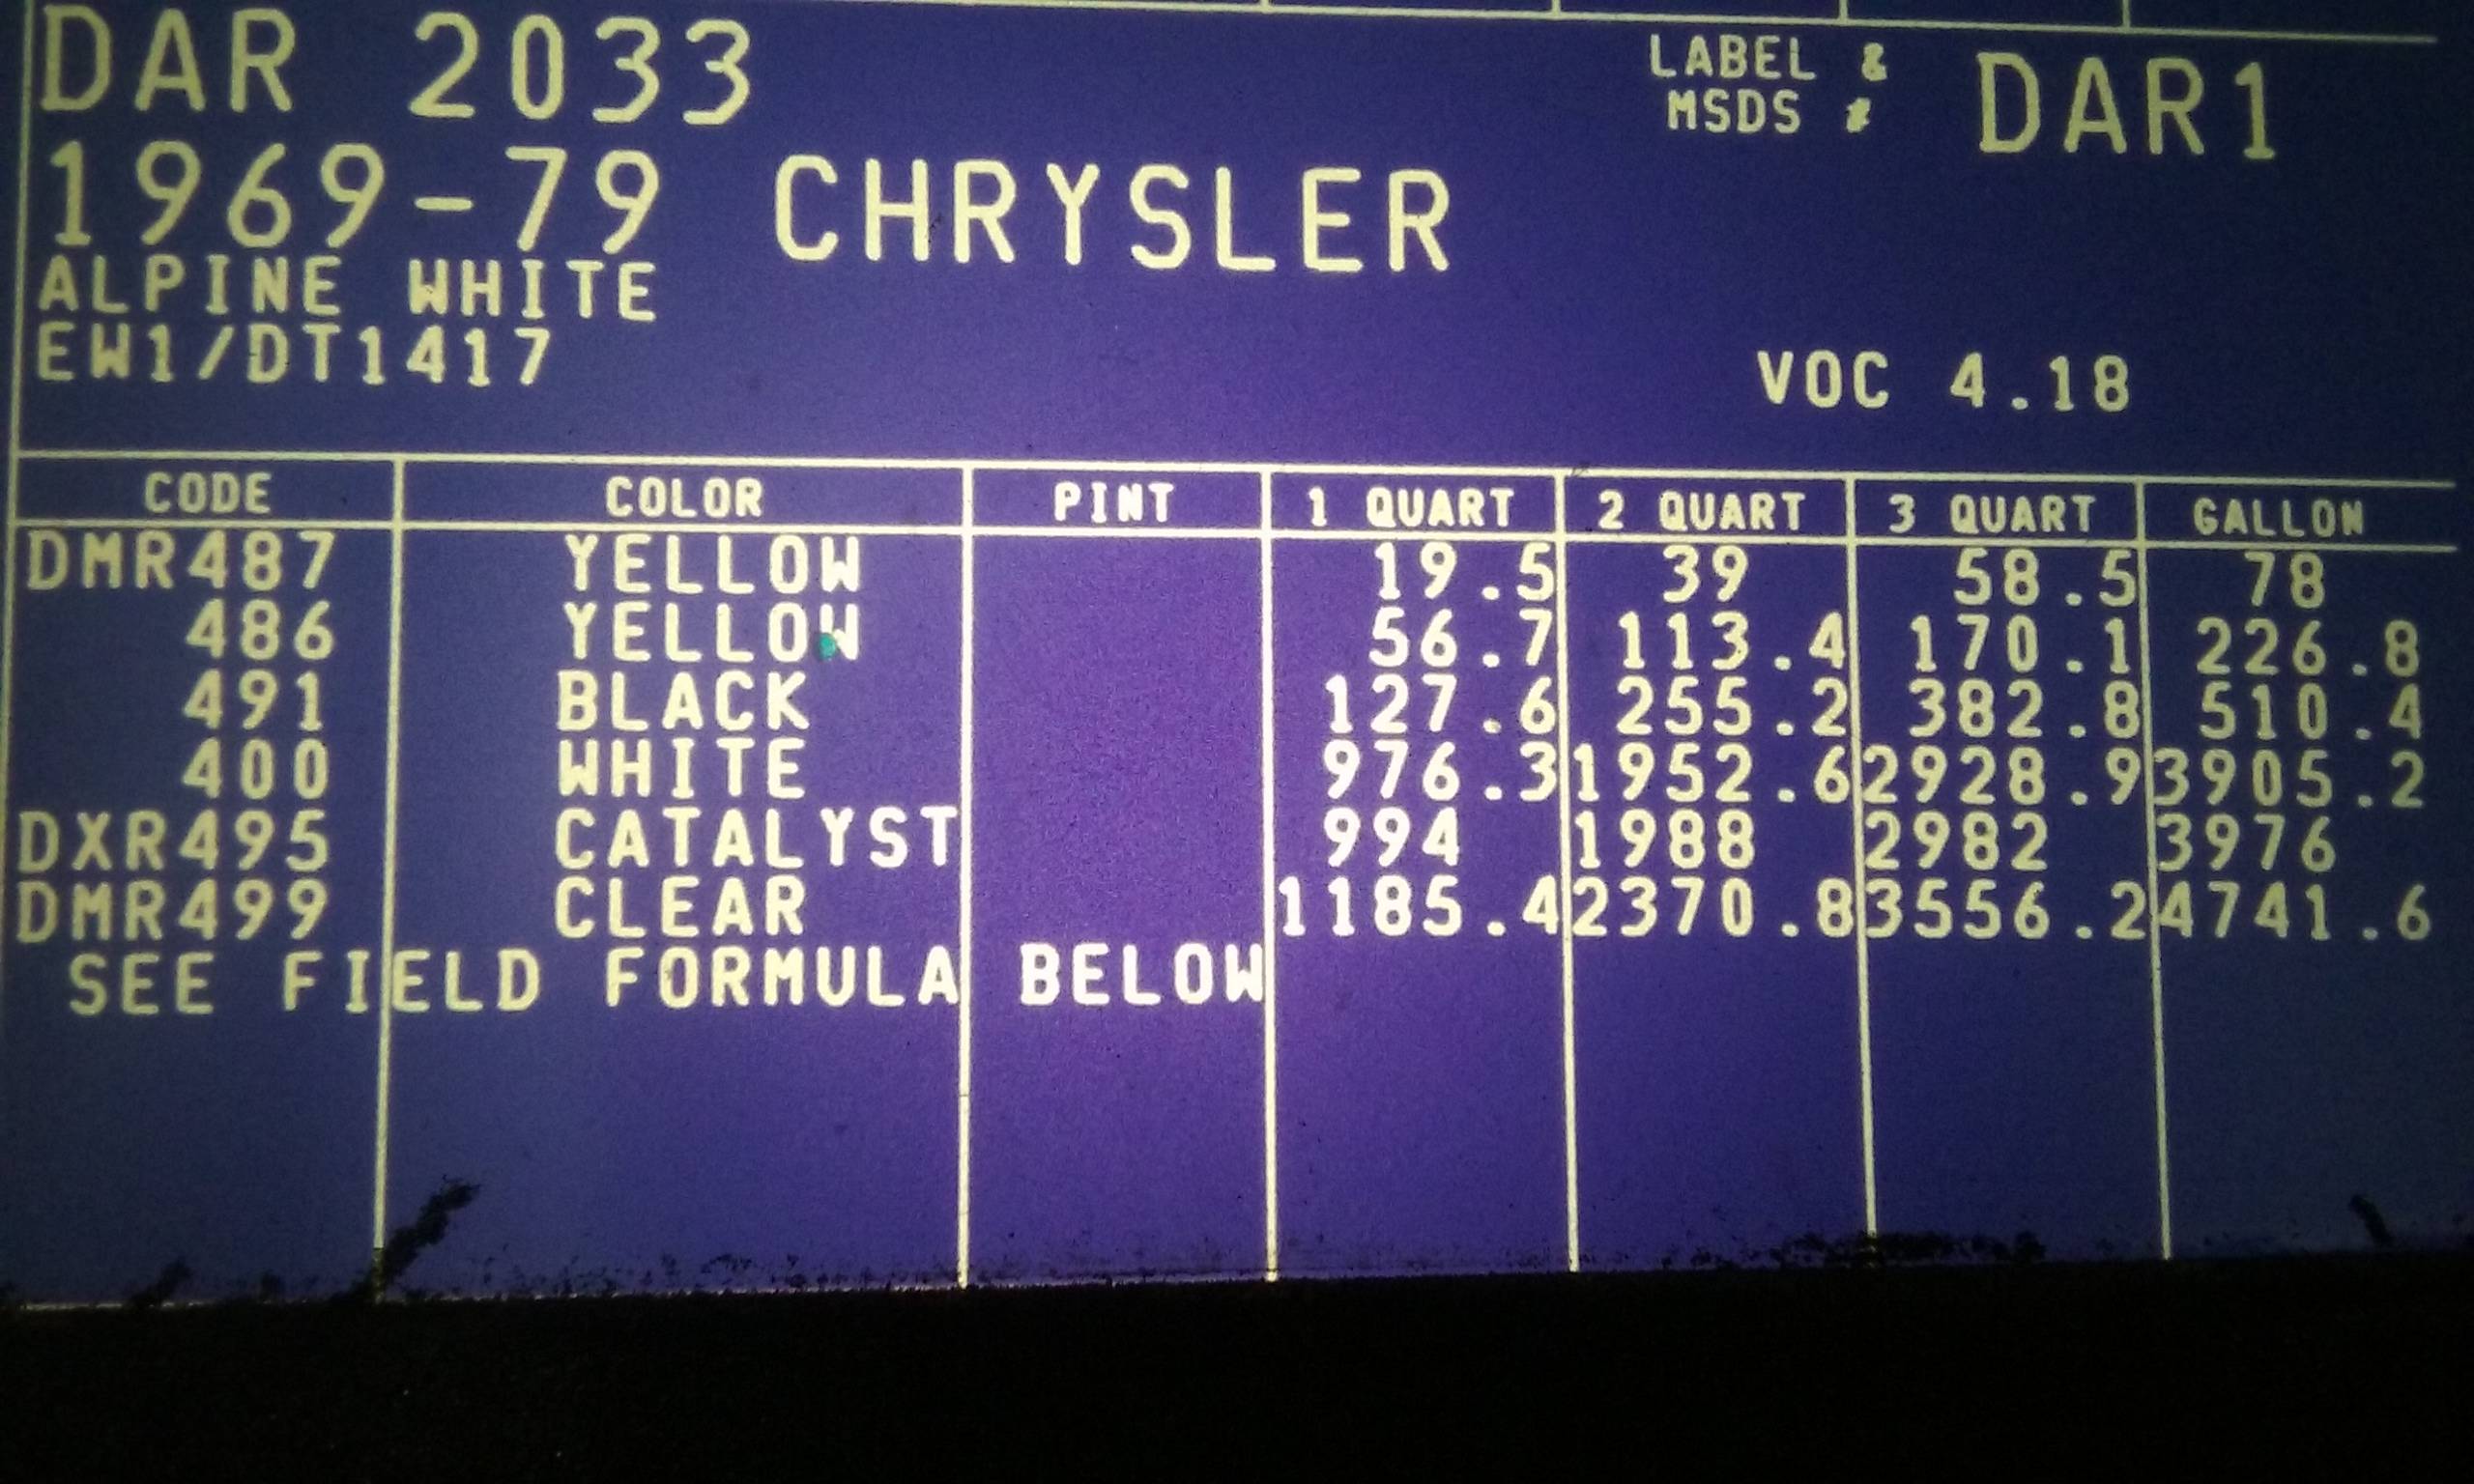 DAR 2033
LABEL &
MSDS # DAR1
1969-79 CHRYSLER
ALPINE WHITE
EW1/DT1417
VOC 4.18
CODE COLOR PINT 1 QUART 2 QUART 3 QUART GALLON
DMR487 YELLOW 19.5 39 58.5 78
486 YELLOW 56.7 113.4 170.1 226.8
491 BLACK 127.6 255.2 382.8 510.4
400 WHITE 976.3 1952.6 2928.9 3905.2
DXR495 CATALYST 994 1988 2982 3976
DMR499 CLEAR 1185.4 2370.8 3556.2 4741.6
SEE FIELD FORMULA BELOW